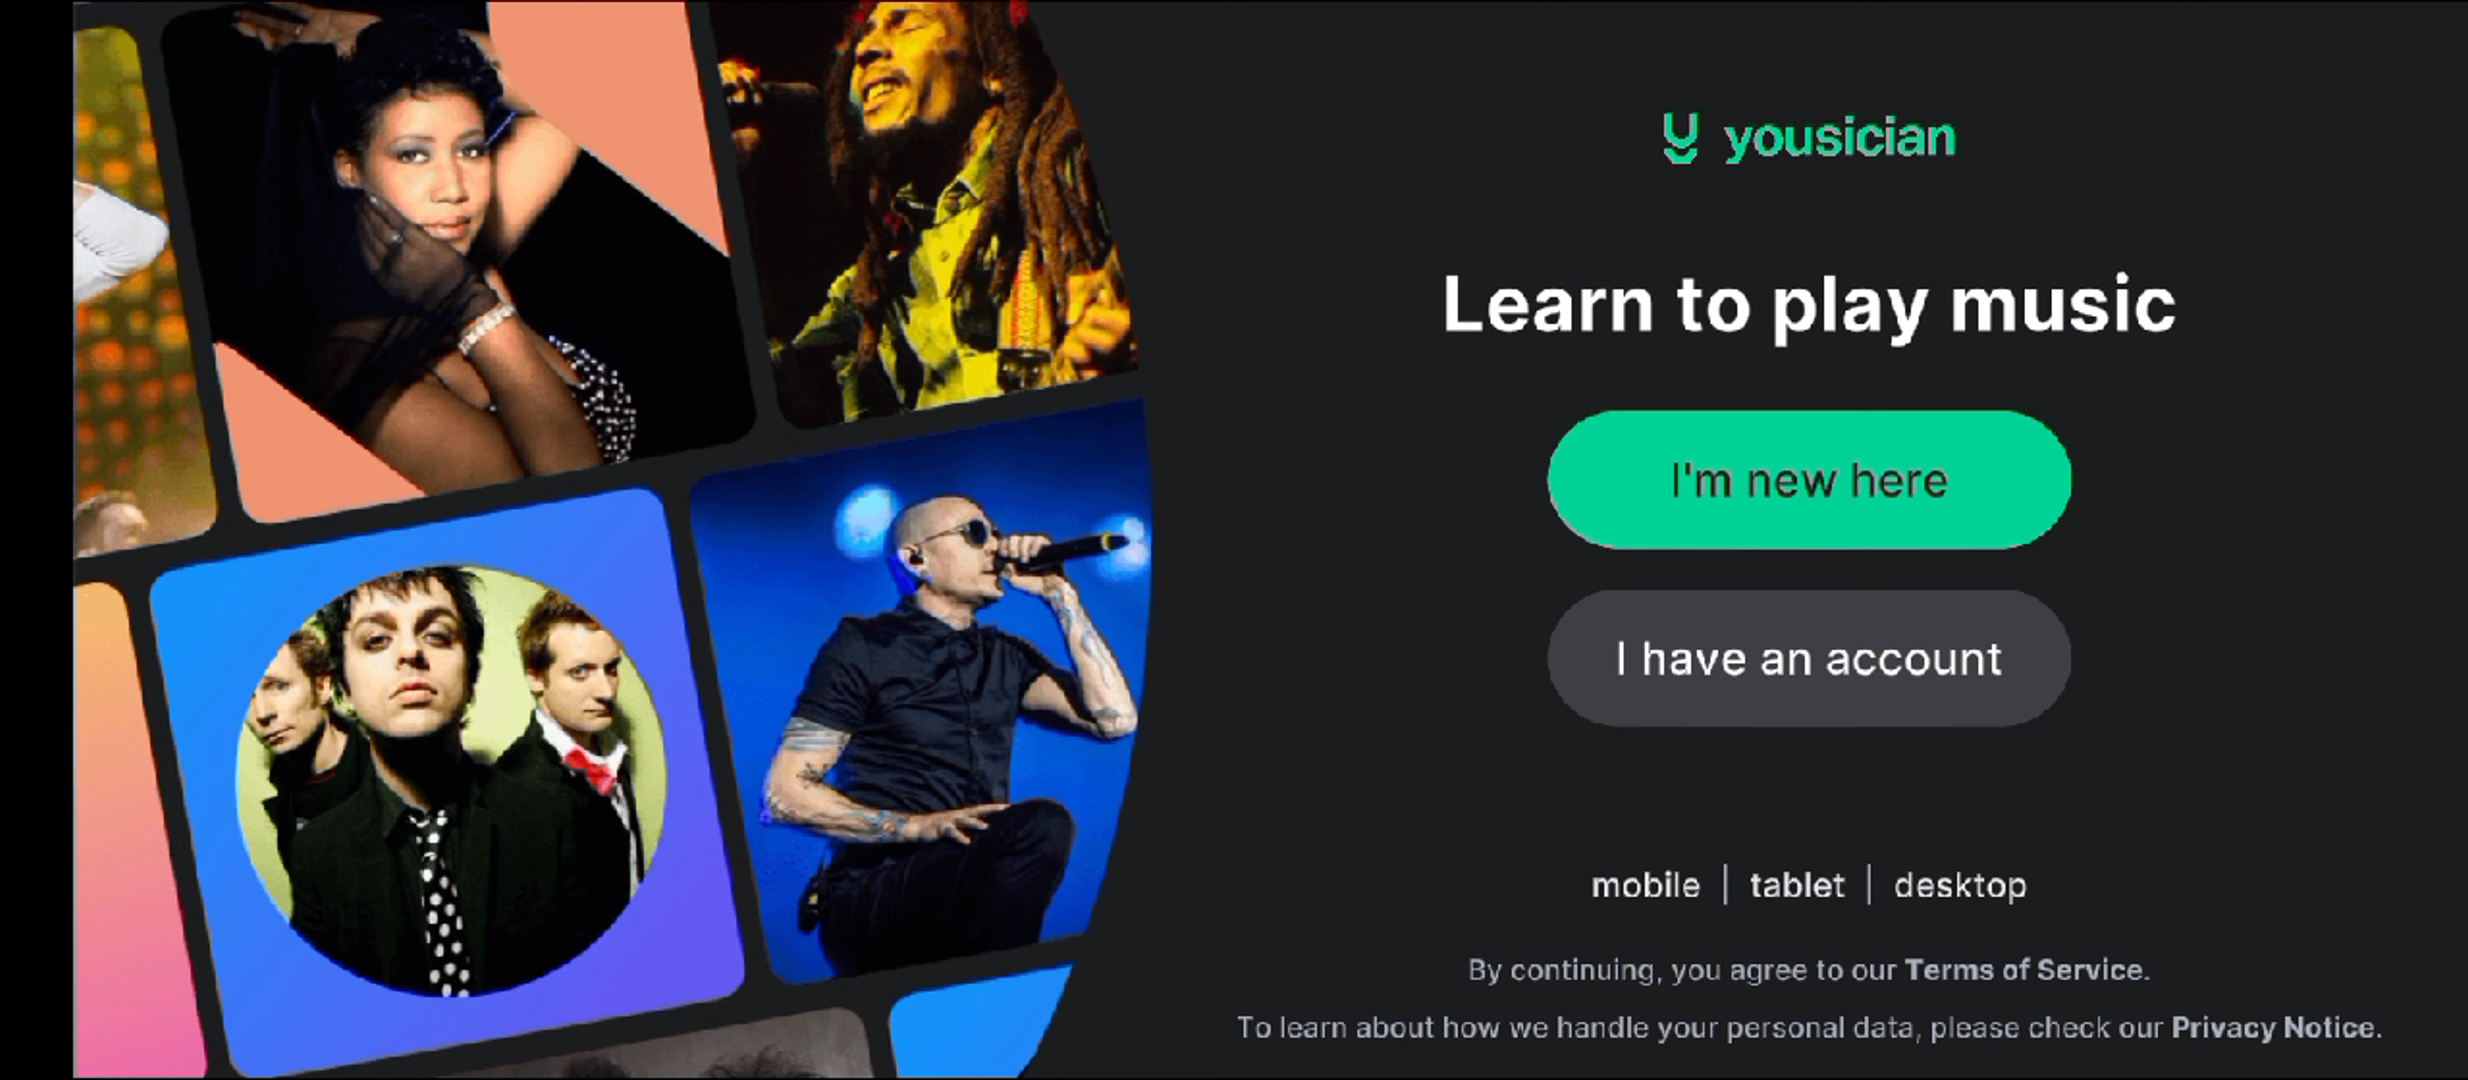 yousician
Learn to play music
I'm new here
I have an account
mobile | tablet | desktop
By continuing, you agree to our Terms of Service.
To learn about how we handle your personal data, please check our Privacy Notice.